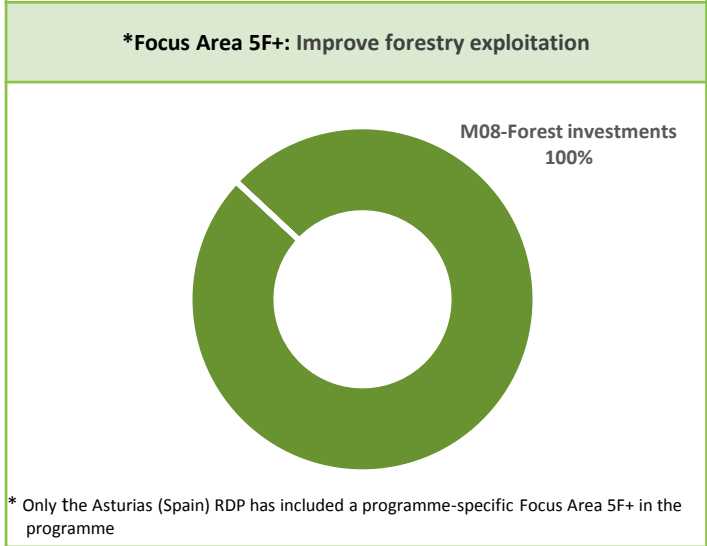 *Focus Area 5F+: Improve forestry exploitation
M08-Forest investments
100%
* Only the Asturias (Spain) RDP has included a programme-specific Focus Area 5F+ in the
programme